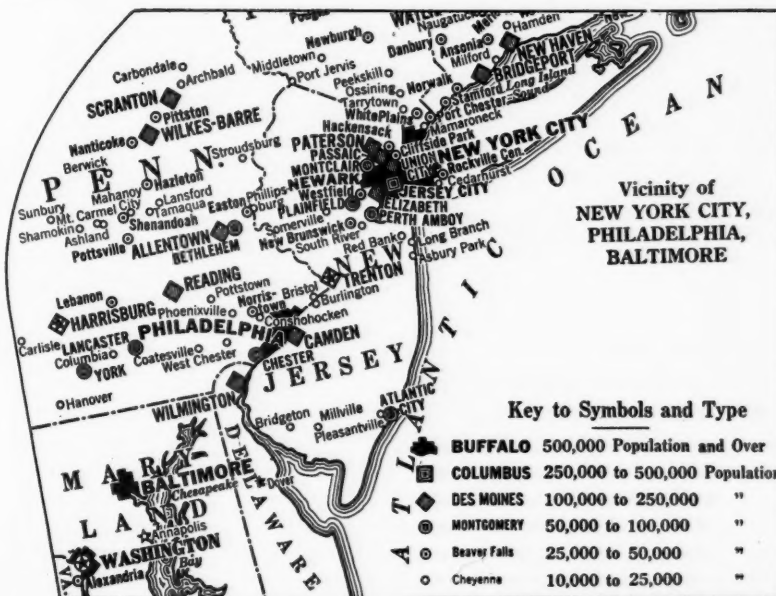 Newburgh
WATER
Naugatuck
Hamden
Danbury
Ansonia
NEW HAVEN
Milford
BRIDGEPORT
Carbondale
Archbald
Middletown
Port Jervis
Peekskill
Ossining
Norwalk
Stamford
Long Island
Sound
SCRANTON
Tarrytown
Port Chester
Pittston
White Plains
Mamaroneck
WILKES-BARRE
Hackensack
Nanticoke
PATERSON
Cliffside Park
NEW YORK CITY
Berwick
Stroudsburg
PASSAIC
UNION CITY
Rockville Cen.
PENN.
MONTCLAIR
Cedarhurst
Hazleton
NEWARK
JERSEY CITY
Mahanoy City
Lansford
Phillipsburg
Westfield
ELIZABETH
Sunbury
Mt. Carmel
Tamaqua
Easton
PLAINFIELD
PERTH AMBOY
Shamokin
Ashland
Shenandoah
Somerville
Pottsville
ALLENTOWN
New Brunswick
South River
Red Bank
Long Branch
BETHLEHEM
Asbury Park
NEW
READING
TRENTON
Lebanon
Pottstown
Bristol
HARRISBURG
Phoenixville
Norristown
Burlington
PHILADELPHIA
Conshohocken
Carlisle
LANCASTER
CAMDEN
Columbia
Coatesville
West Chester
CHESTER
JERSEY
YORK
Hanover
WILMINGTON
ATLANTIC CITY
Bridgeton
Millville
Pleasantville
MARYLAND
DELAWARE
BALTIMORE
Chesapeake
Dover
Annapolis
WASHINGTON
Bay
Alexandria
VA.
ATLANTIC OCEAN
Vicinity of
NEW YORK CITY,
PHILADELPHIA,
BALTIMORE
Key to Symbols and Type
BUFFALO 500,000 Population and Over
COLUMBUS 250,000 to 500,000 Population
DES MOINES 100,000 to 250,000 "
MONTGOMERY 50,000 to 100,000 "
Beaver Falls 25,000 to 50,000 "
Cheyenne 10,000 to 25,000 "